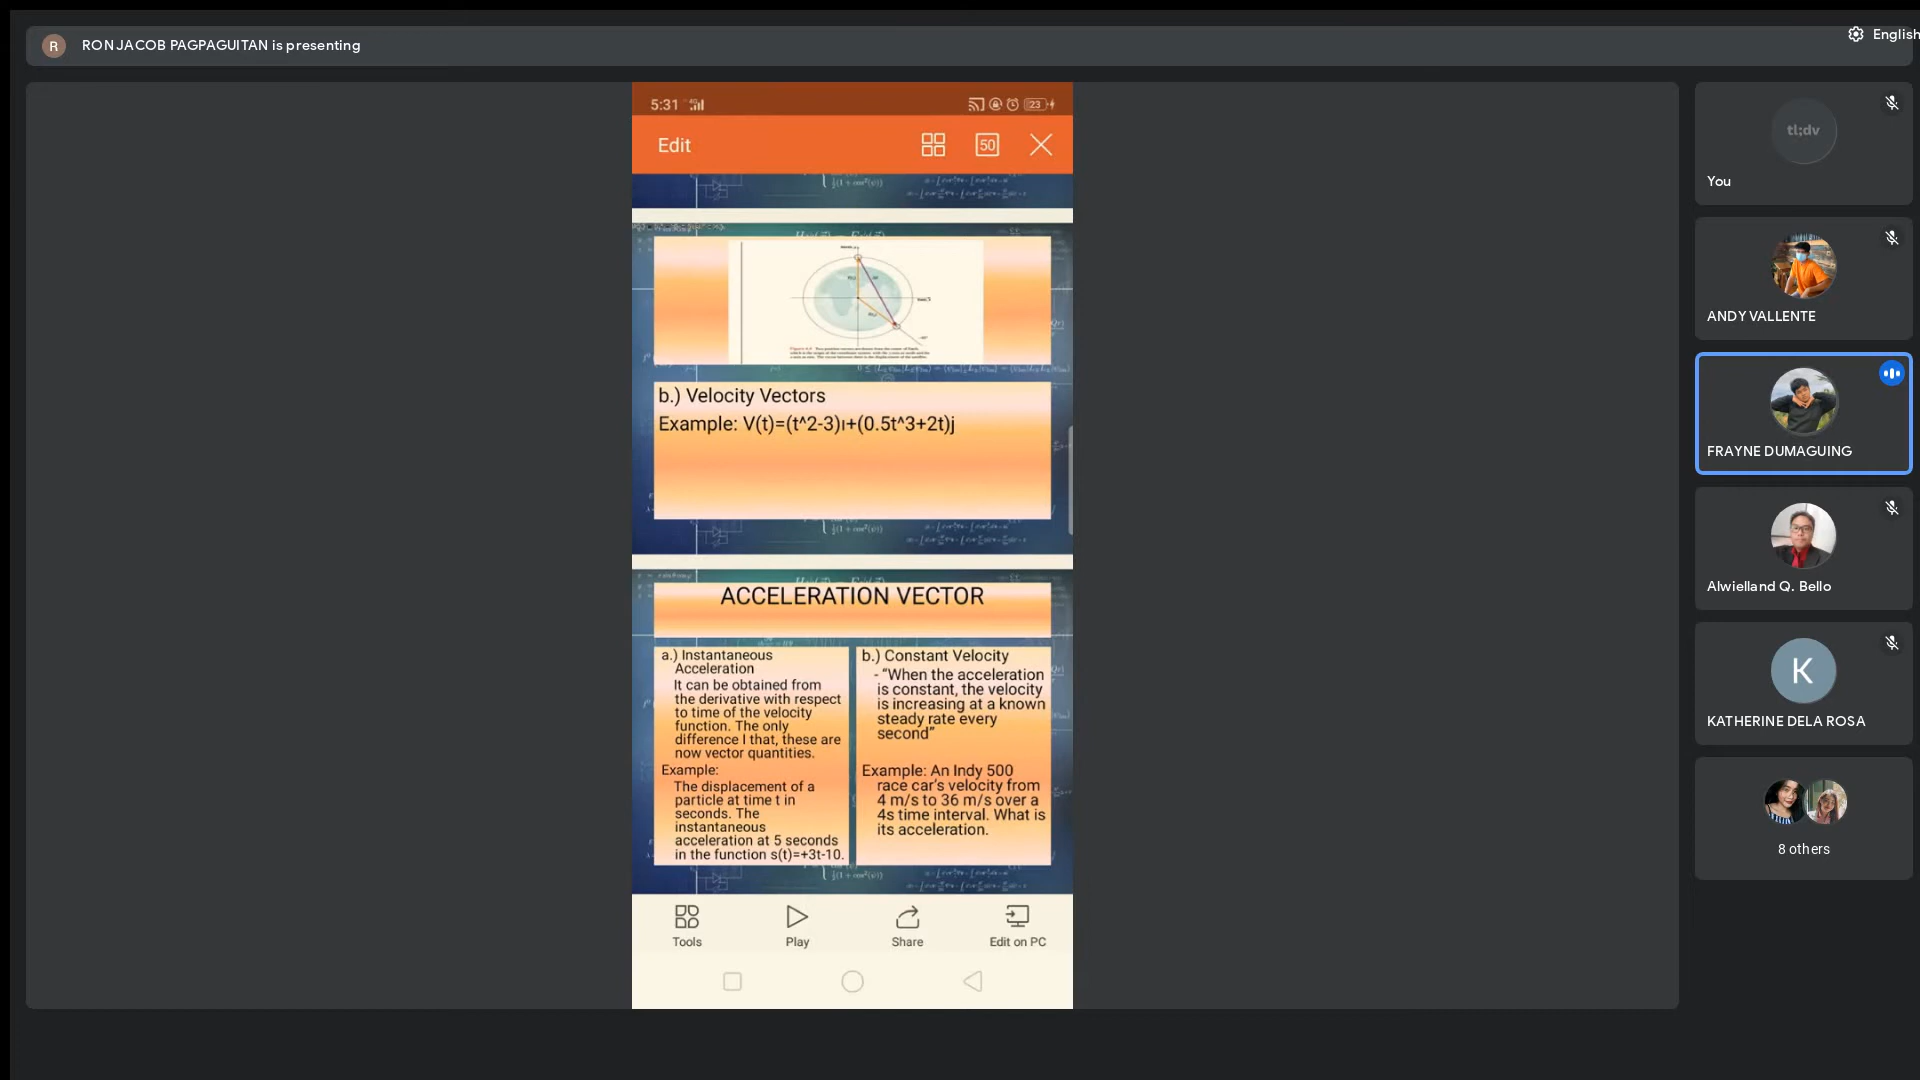 R RON JACOB PAGPAGUITAN is presenting
English
5:31 4G 23
Edit 50
b.) Velocity Vectors
Example: V(t)=(t^2-3)ı+(0.5t^3+2t)j
ACCELERATION VECTOR
a.) Instantaneous
Acceleration
It can be obtained from
the derivative with respect
to time of the velocity
function. The only
difference I that, these are
now vector quantities.
Example:
The displacement of a
particle at time t in
seconds. The
instantaneous
acceleration at 5 seconds
in the function s(t)=+3t-10.
b.) Constant Velocity
- “When the acceleration
is constant, the velocity
is increasing at a known
steady rate every
second”
Example: An Indy 500
race car's velocity from
4 m/s to 36 m/s over a
4s time interval. What is
its acceleration.
Tools Play Share Edit on PC
tl;dv
You
ANDY VALLENTE
FRAYNE DUMAGUING
Alwielland Q. Bello
K
KATHERINE DELA ROSA
8 others